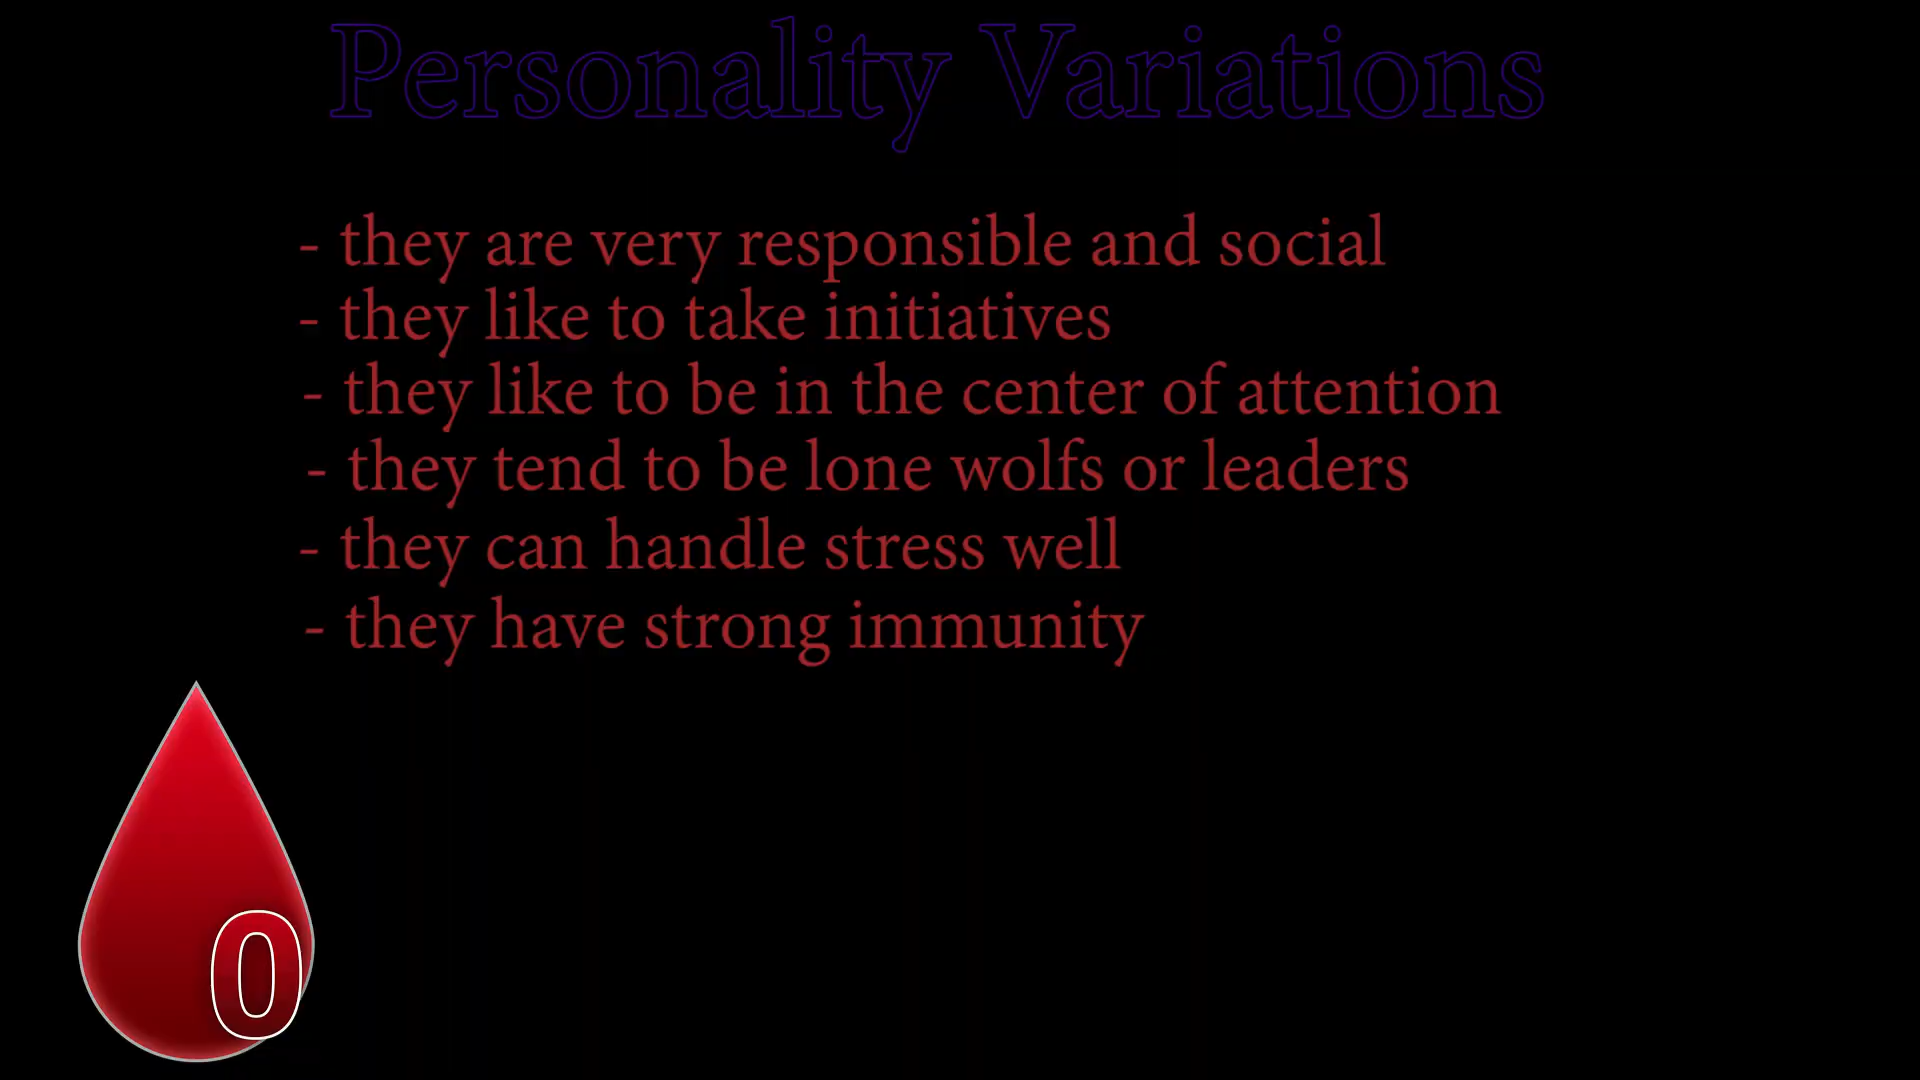 Personality Variations
- they are very responsible and social
- they like to take initiatives
- they like to be in the center of attention
- they tend to be lone wolfs or leaders
- they can handle stress well
- they have strong immunity
0